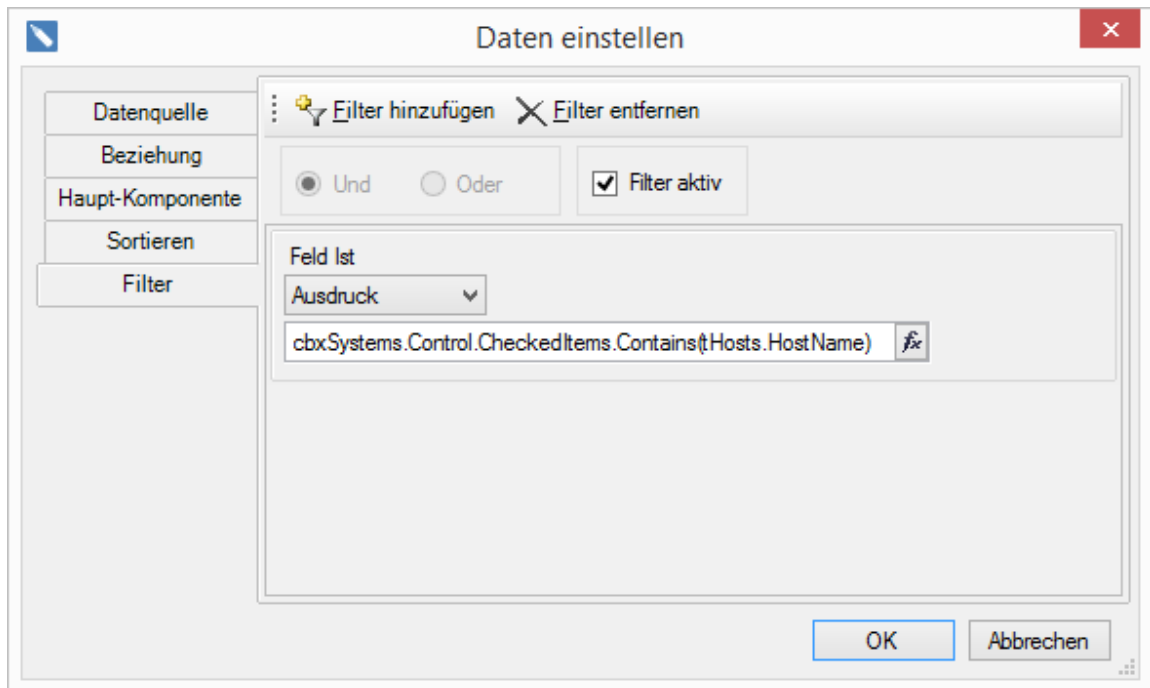 Daten einstellen
Datenquelle
Beziehung
Haupt-Komponente
Sortieren
Filter
Filter hinzufügen Filter entfernen
Und Oder Filter aktiv
Feld Ist
Ausdruck
cbxSystems.Control.CheckedItems.Contains(tHosts.HostName) fx
OK Abbrechen